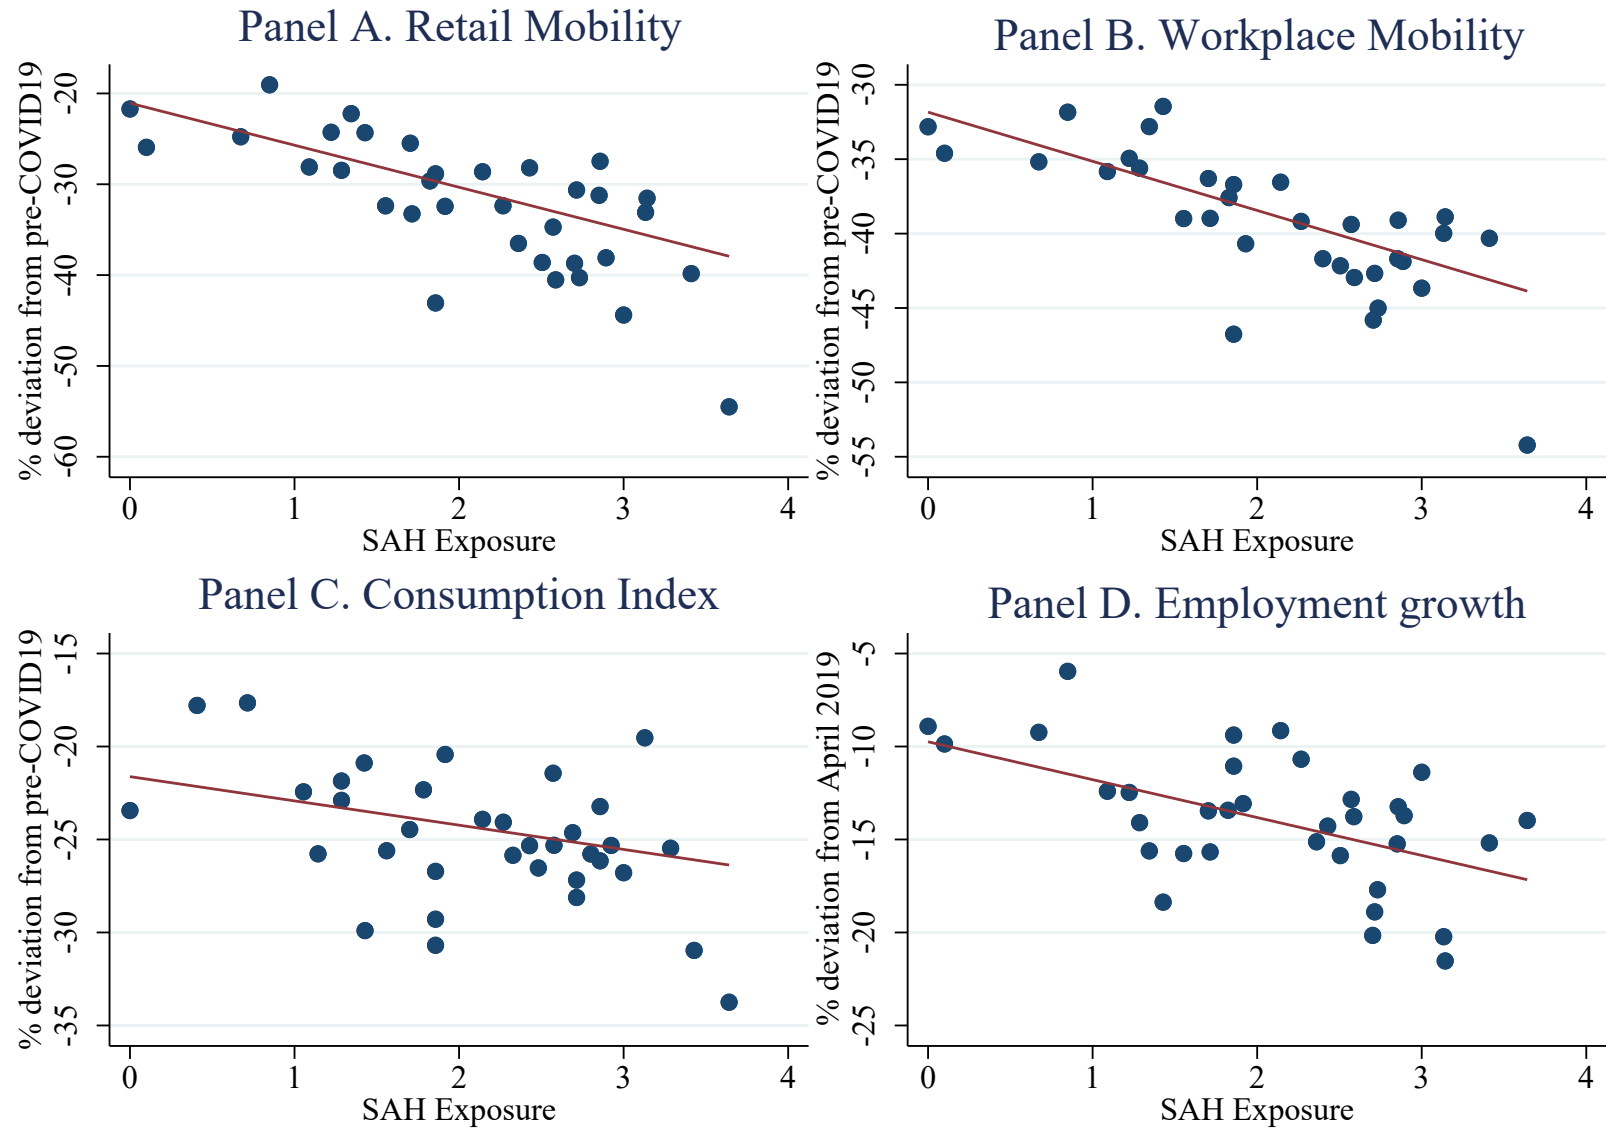 Panel A. Retail Mobility
% deviation from pre-COVID19
-20
-30
-40
-50
-60
0 1 2 3 4
SAH Exposure
Panel B. Workplace Mobility
% deviation from pre-COVID19
-30
-35
-40
-45
-50
-55
0 1 2 3 4
SAH Exposure
Panel C. Consumption Index
% deviation from pre-COVID19
-15
-20
-25
-30
-35
0 1 2 3 4
SAH Exposure
Panel D. Employment growth
% deviation from April 2019
-5
-10
-15
-20
-25
0 1 2 3 4
SAH Exposure